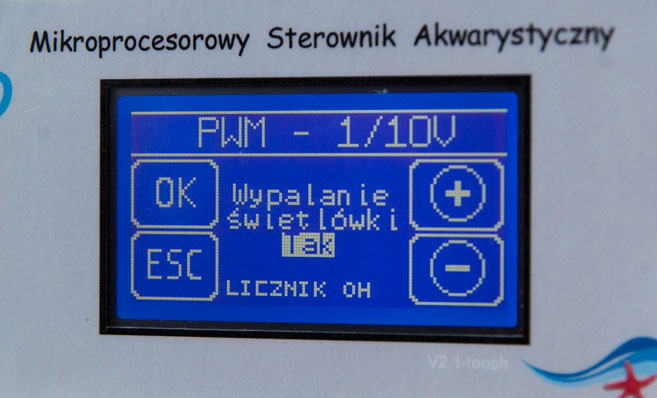 Mikroprocesorowy Sterownik Akwarystyczny
PWM - 1/10V
OK
Wypalanie
świetlówki
Tak
+
ESC
LICZNIK 0H
-
V2.1-touch